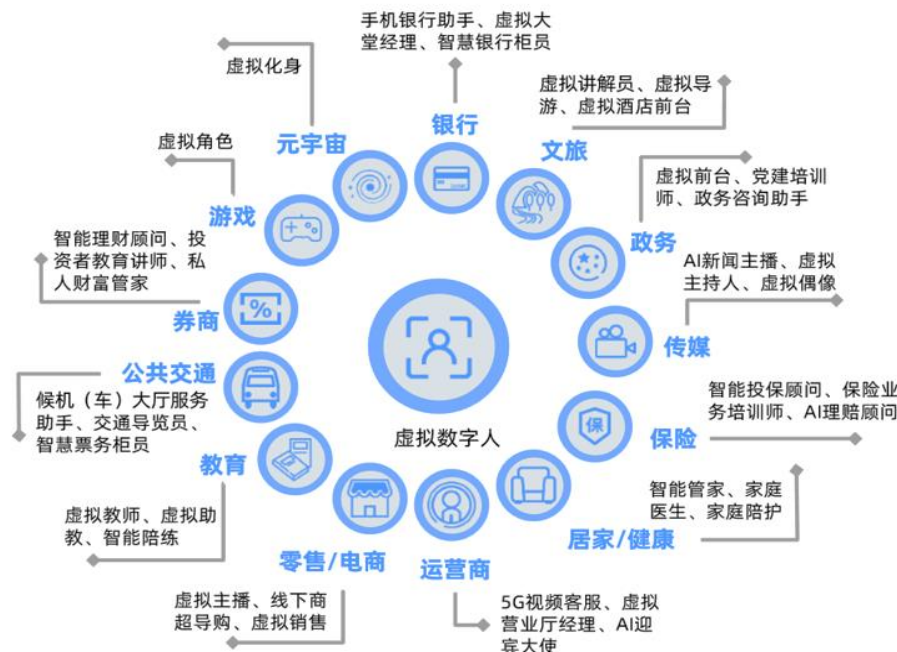 手机银行助手、虚拟大
堂经理、智慧银行柜员
银行
虚拟讲解员、虚拟导
游、虚拟酒店前台
文旅
虚拟前台、党建培训
师、政务咨询助手
政务
AI新闻主播、虚拟
主持人、虚拟偶像
传媒
智能投保顾问、保险业
务培训师、AI理赔顾问
保险
保
智能管家、家庭
医生、家庭陪护
居家/健康
5G视频客服、虚拟
营业厅经理、AI迎
宾大使
运营商
虚拟主播、线下商
超导购、虚拟销售
零售/电商
虚拟教师、虚拟助
教、智能陪练
教育
公共交通
候机（车）大厅服务
助手、交通导览员、
智慧票务柜员
智能理财顾问、投
资者教育讲师、私
人财富管家
券商
%
虚拟角色
游戏
虚拟化身
元宇宙
虚拟数字人